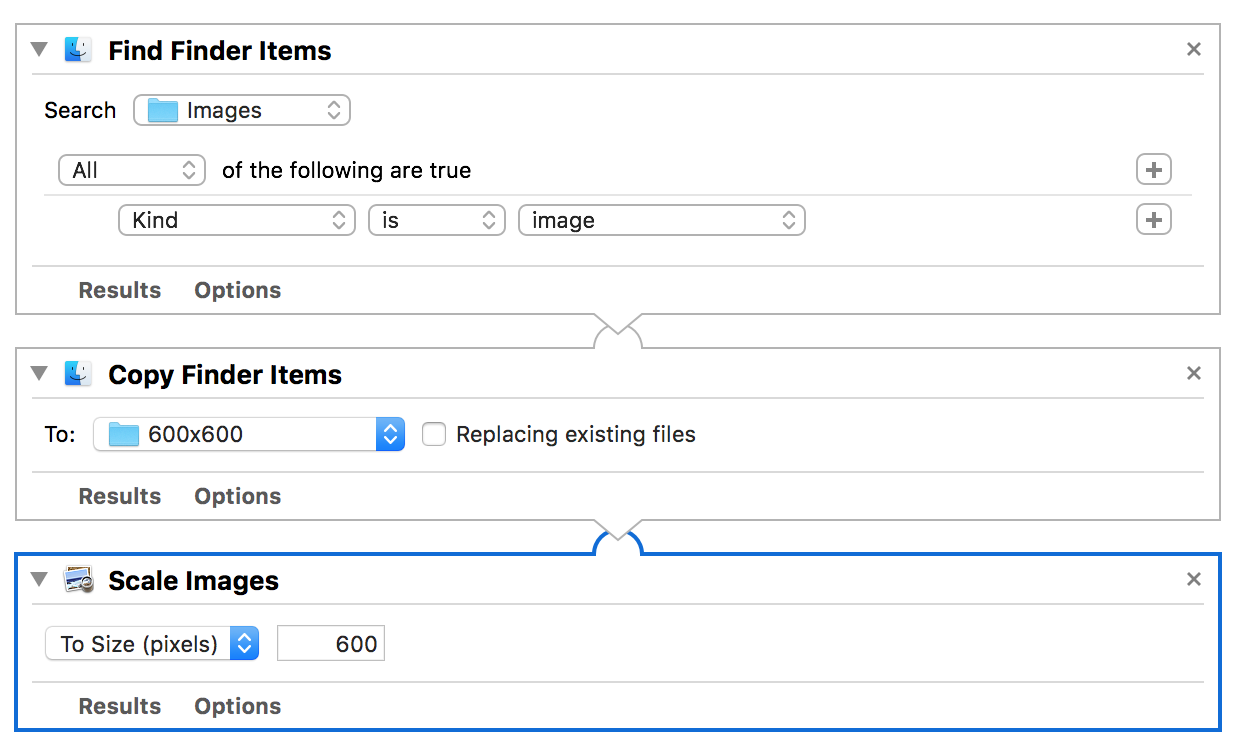 Find Finder Items
Search Images
All of the following are true
Kind is image
Results Options
Copy Finder Items
To: 600x600 Replacing existing files
Results Options
Scale Images
To Size (pixels) 600
Results Options